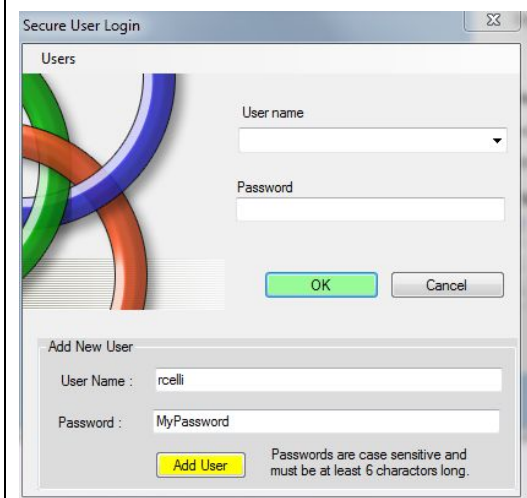 Secure User Login
Users
User name
Password
OK Cancel
Add New User
User Name : rcelli
Password : MyPassword
Add User
Passwords are case sensitive and
must be at least 6 charactors long.